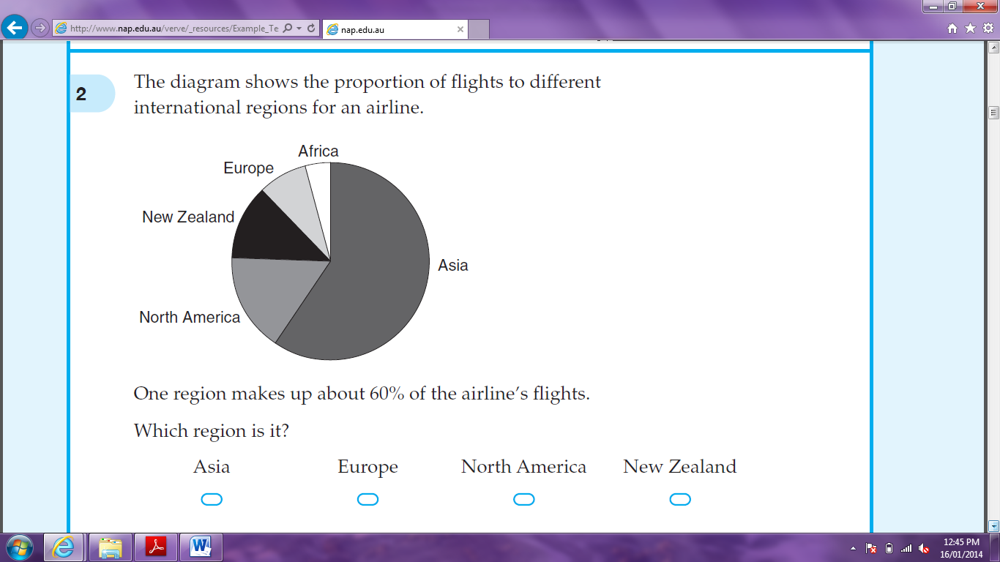 http://www.nap.edu.au/verve/_resources/Example_Te
nap.edu.au
2
The diagram shows the proportion of flights to different
international regions for an airline.
Africa
Europe
New Zealand
Asia
North America
One region makes up about 60% of the airline's flights.
Which region is it?
Asia Europe North America New Zealand
W
12:45 PM
16/01/2014